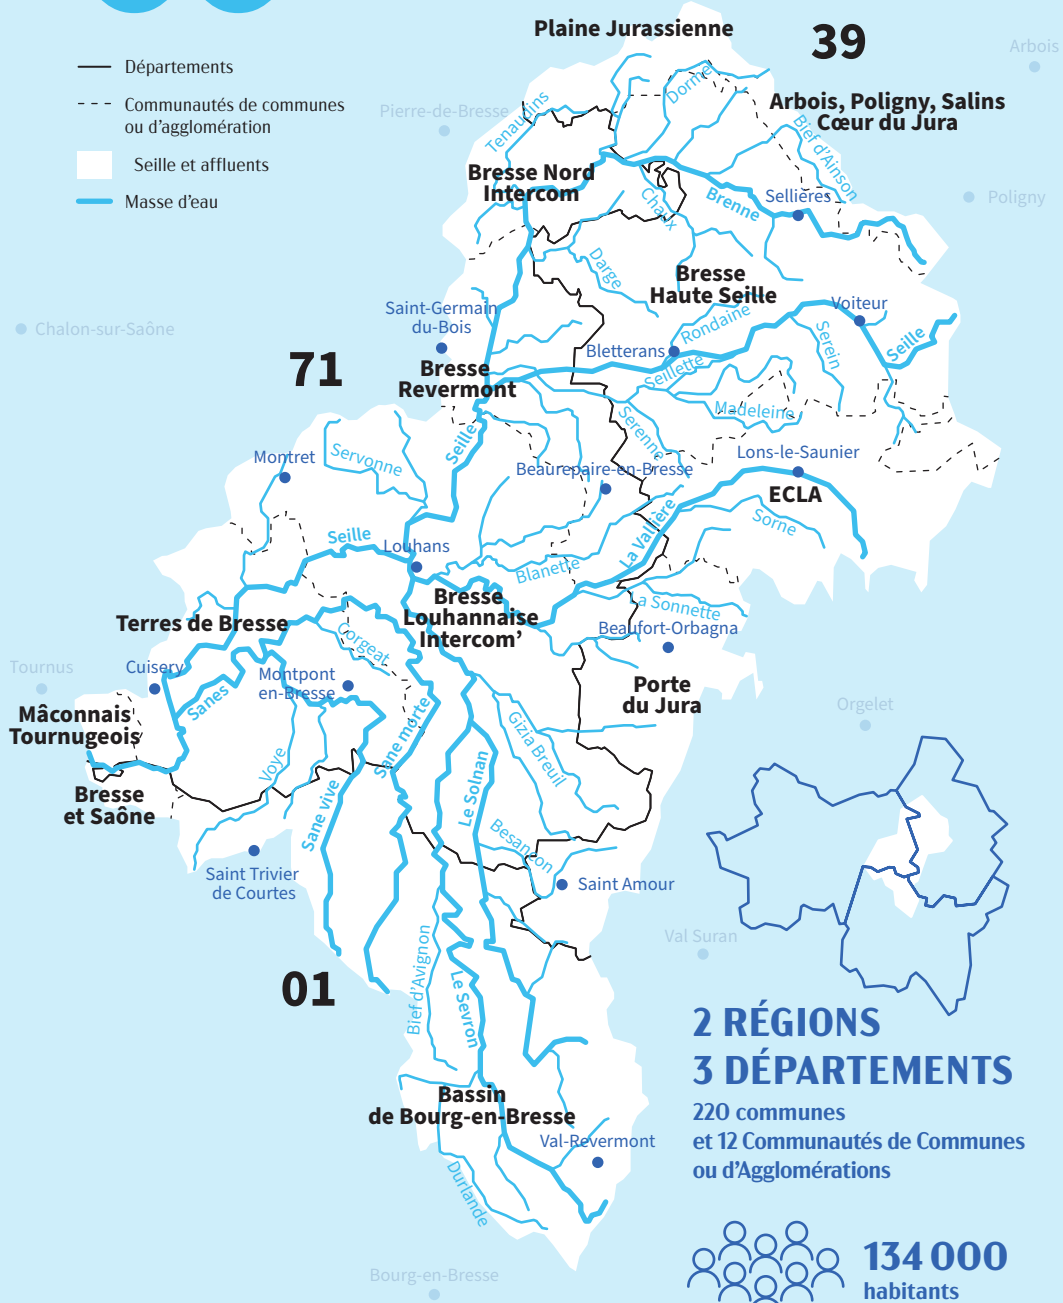 Plaine Jurassienne
39
Arbois
Départements
Communautés de communes
ou d'agglomération
Seille et affluents
Masse d'eau
Pierre-de-Bresse
Tenaudins
Dorme
Arbois, Poligny, Salins
Cœur du Jura
Bief d'Ainson
Bresse Nord
Intercom
Chaux
Brenne
Sellières
Poligny
Darge
Bresse
Haute Seille
Saint-Germain
du-Bois
Chalon-sur-Saône
Rondaine
Voiteur
Serein
Seille
Bletterans
71
Bresse
Revermont
Seillette
Madeleine
Serenne
Servonne
Seille
Montret
Beaurepaire-en-Bresse
Lons-le-Saunier
ECLA
Sorne
La Vallière
Seille
Louhans
Blanette
Bresse
Louhannaise
Intercom’
La Sonnette
Beaufort-Orbagna
Terres de Bresse
Corgeat
Tournus
Cuisery
Montpont
en-Bresse
Sanes
Porte
du Jura
Orgelet
Mâconnais
Tournugeois
Sane morte
Gizia Breuil
Voye
Le Solnan
Bresse
et Saône
Sane vive
Besançon
Saint Trivier
de Courtes
Saint Amour
Val Suran
Bief d'Avignon
Le Sevron
01
2 RÉGIONS
3 DÉPARTEMENTS
220 communes
et 12 Communautés de Communes
ou d’Agglomérations
Bassin
de Bourg-en-Bresse
Val-Revermont
Durlande
Bourg-en-Bresse
134 000
habitants